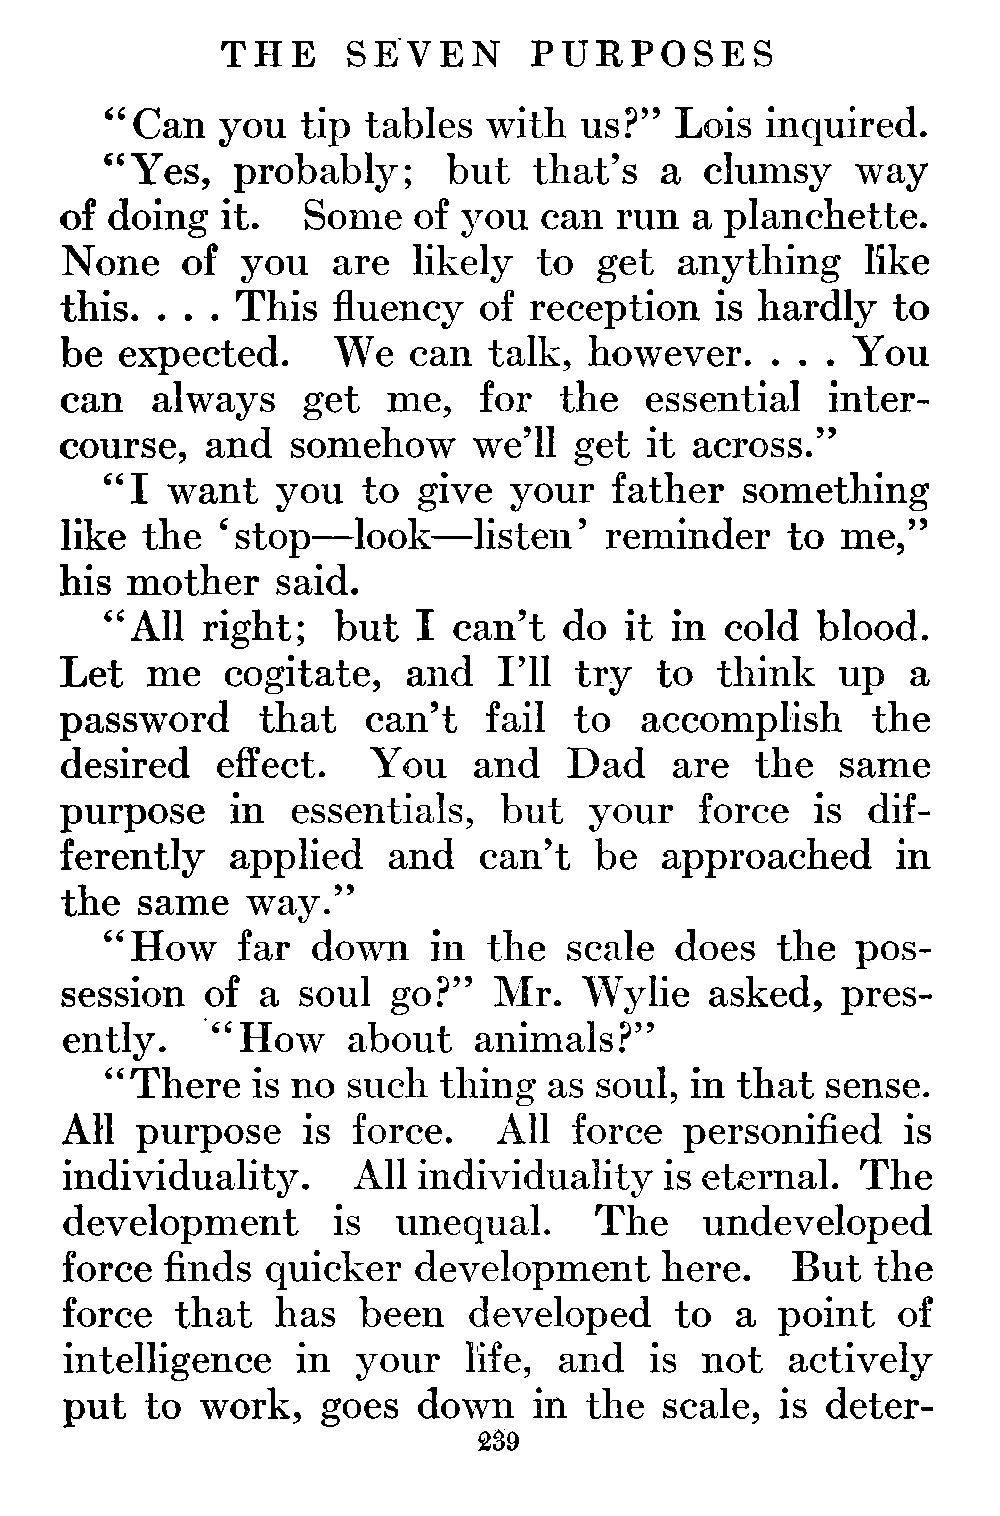 THE SEVEN PURPOSES
“Can you tip tables with us?” Lois inquired.
“Yes, probably; but that’s a clumsy way
of doing it. Some of you can run a planchette.
None of you are likely to get anything like
this. . . . This fluency of reception is hardly to
be expected. We can talk, however. . . . You
can always get me, for the essential inter-
course, and somehow we’ll get it across.”
“I want you to give your father something
like the ‘stop—look—listen’ reminder to me,”
his mother said.
“All right; but I can’t do it in cold blood.
Let me cogitate, and I’ll try to think up a
password that can’t fail to accomplish the
desired effect. You and Dad are the same
purpose in essentials, but your force is dif-
ferently applied and can’t be approached in
the same way.”
“How far down in the scale does the pos-
session of a soul go?” Mr. Wylie asked, pres-
ently. “How about animals?”
“There is no such thing as soul, in that sense.
All purpose is force. All force personified is
individuality. All individuality is eternal. The
development is unequal. The undeveloped
force finds quicker development here. But the
force that has been developed to a point of
intelligence in your life, and is not actively
put to work, goes down in the scale, is deter-
239